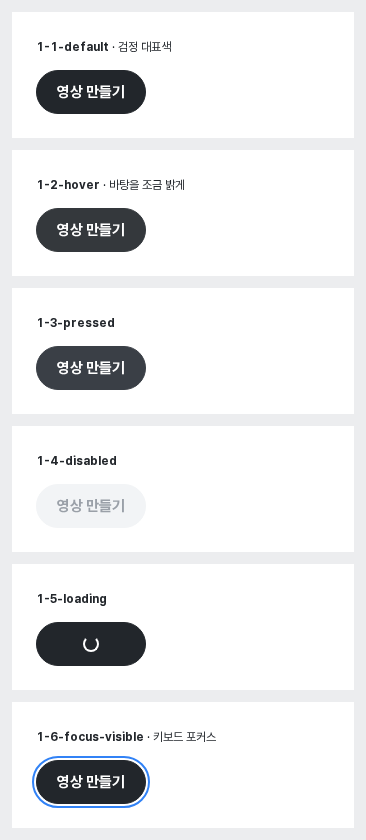 1-1-default · 검정 대표색
영상 만들기
1-2-hover · 바탕을 조금 밝게
영상 만들기
1-3-pressed
영상 만들기
1-4-disabled
영상 만들기
1-5-loading
1-6-focus-visible · 키보드 포커스
영상 만들기